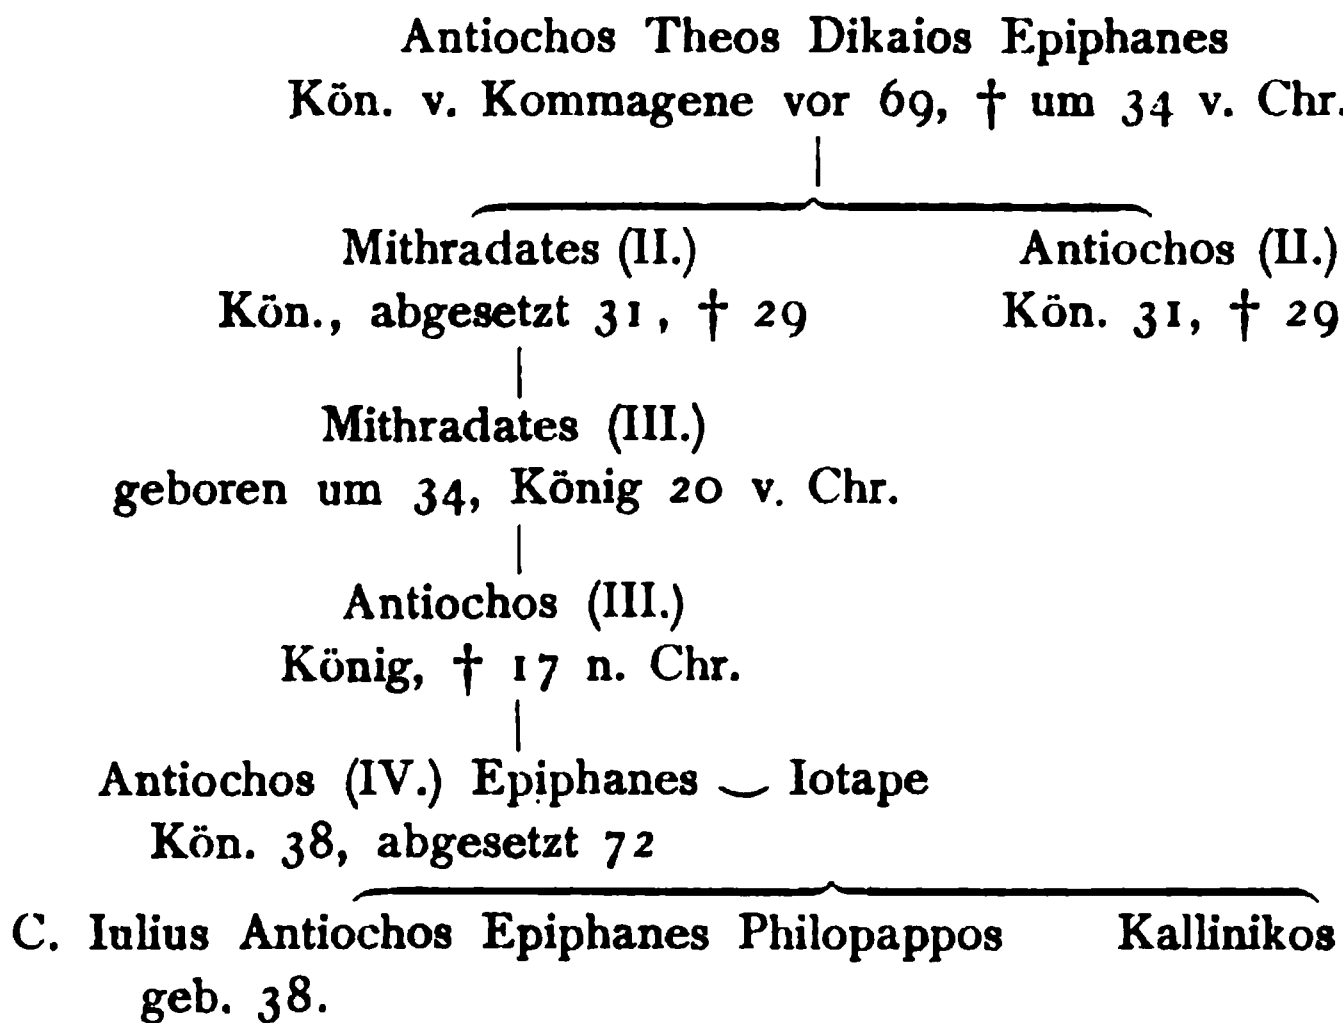 Antiochos Theos Dikaios Epiphanes
Kön. v. Kommagene vor 69, † um 34 v. Chr.
Mithradates (II.) Antiochos (II.)
Kön., abgesetzt 31, † 29 Kön. 31, † 29
Mithradates (III.)
geboren um 34, König 20 v. Chr.
Antiochos (III.)
König, † 17 n. Chr.
Antiochos (IV.) Epiphanes ⏝ Iotape
Kön. 38, abgesetzt 72
C. Iulius Antiochos Epiphanes Philopappos Kallinikos
geb. 38.